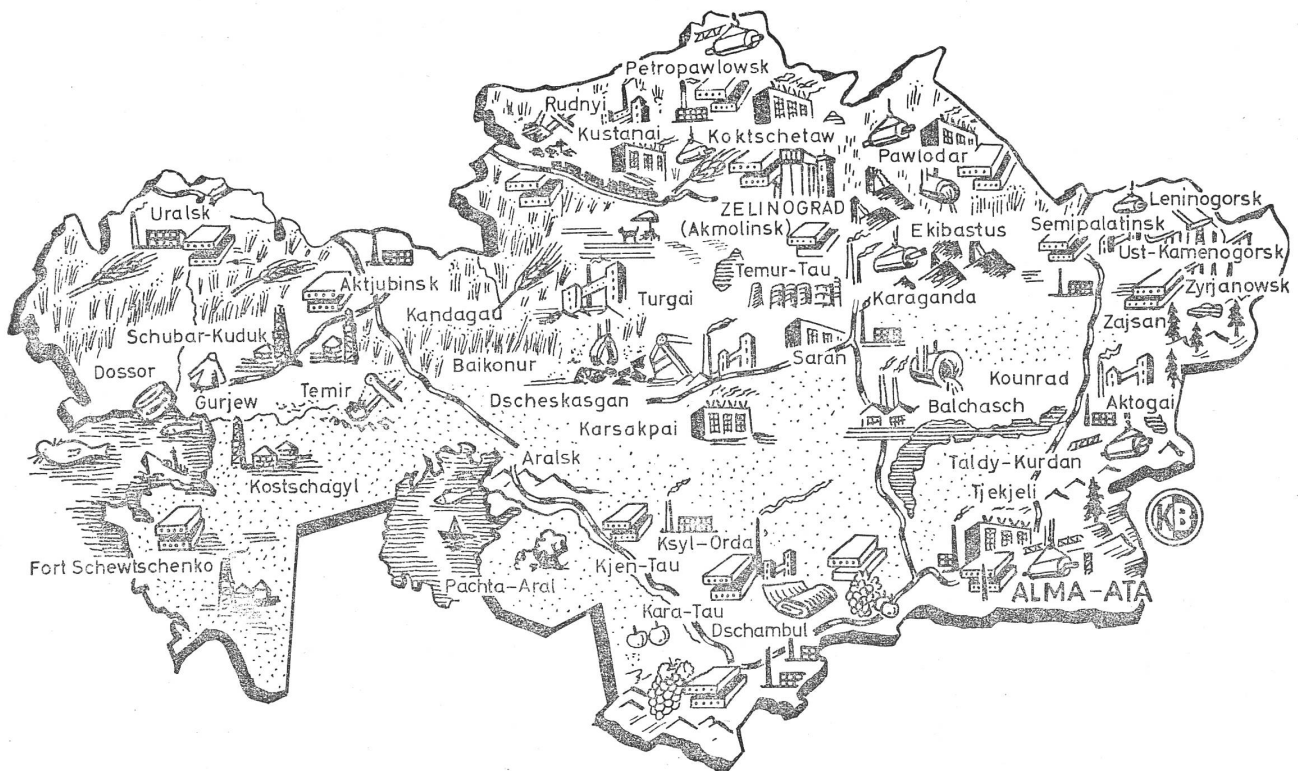 Petropawlowsk
Rudnyi
Kustanai
Koktschetaw
Pawlodar
Uralsk
ZELINOGRAD
(Akmolinsk)
Ekibastus
Semipalatinsk
Leninogorsk
Ust-Kamenogorsk
Zyrjanowsk
Aktjubinsk
Kandagau
Turgai
Temur-Tau
Karaganda
Zajsan
Schubar-Kuduk
Dossor
Gurjew
Temir
Baikonur
Dscheskasgan
Saran
Kounrad
Karsakpai
Balchasch
Aktogai
Kostschagyl
Aralsk
Taldy-Kurdan
Tjekjeli
KB
Fort Schewtschenko
Pachta-Aral
Kjen-Tau
Ksyl-Orda
Kara-Tau
Dschambul
ALMA-ATA